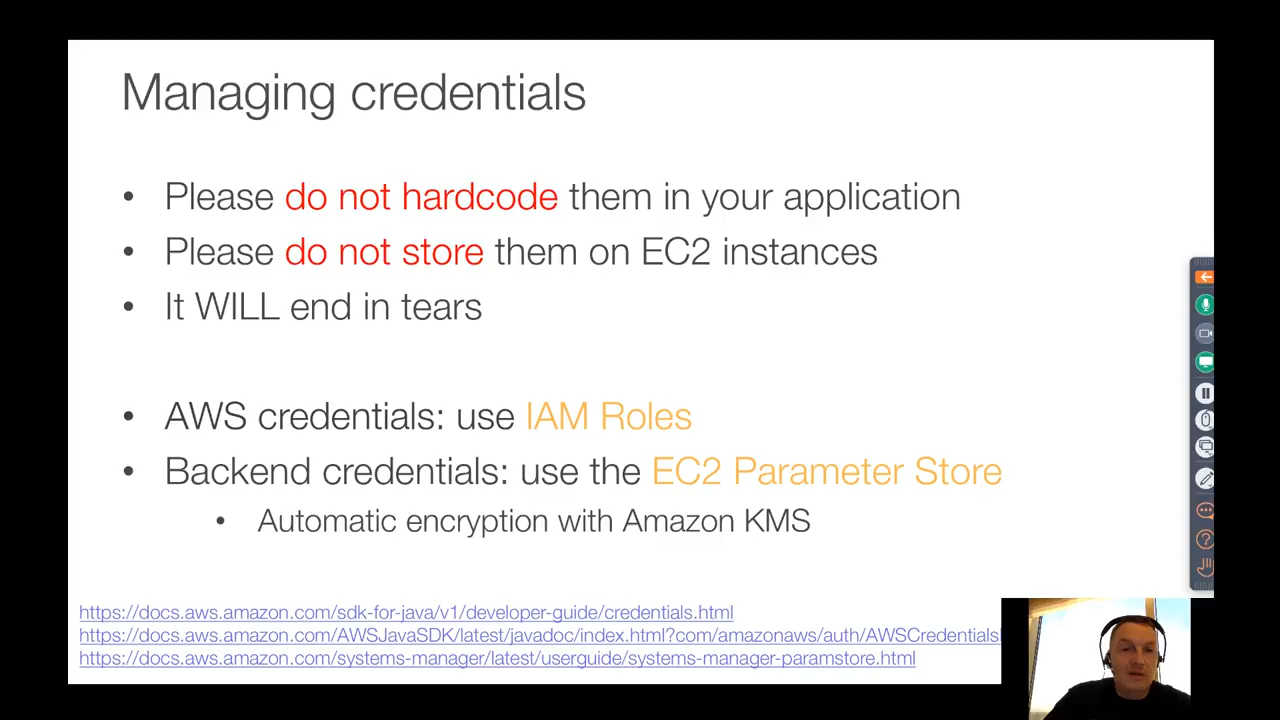 Managing credentials
• Please do not hardcode them in your application
• Please do not store them on EC2 instances
• It WILL end in tears
• AWS credentials: use IAM Roles
• Backend credentials: use the EC2 Parameter Store
• Automatic encryption with Amazon KMS
https://docs.aws.amazon.com/sdk-for-java/v1/developer-guide/credentials.html
https://docs.aws.amazon.com/AWSJavaSDK/latest/javadoc/index.html?com/amazonaws/auth/AWSCredentials
https://docs.aws.amazon.com/systems-manager/latest/userguide/systems-manager-paramstore.html